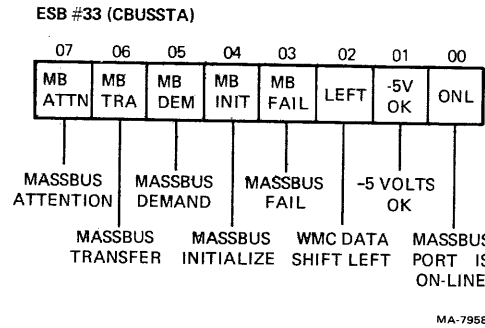 ESB #33 (CBUSSTA)
07 06 05 04 03 02 01 00
MB ATTN MB TRA MB DEM MB INIT MB FAIL LEFT -5V OK ONL
MASSBUS ATTENTION MASSBUS DEMAND MASSBUS FAIL -5 VOLTS OK
MASSBUS TRANSFER MASSBUS INITIALIZE WMC DATA SHIFT LEFT MASSBUS PORT IS ON-LINE
MA-7958